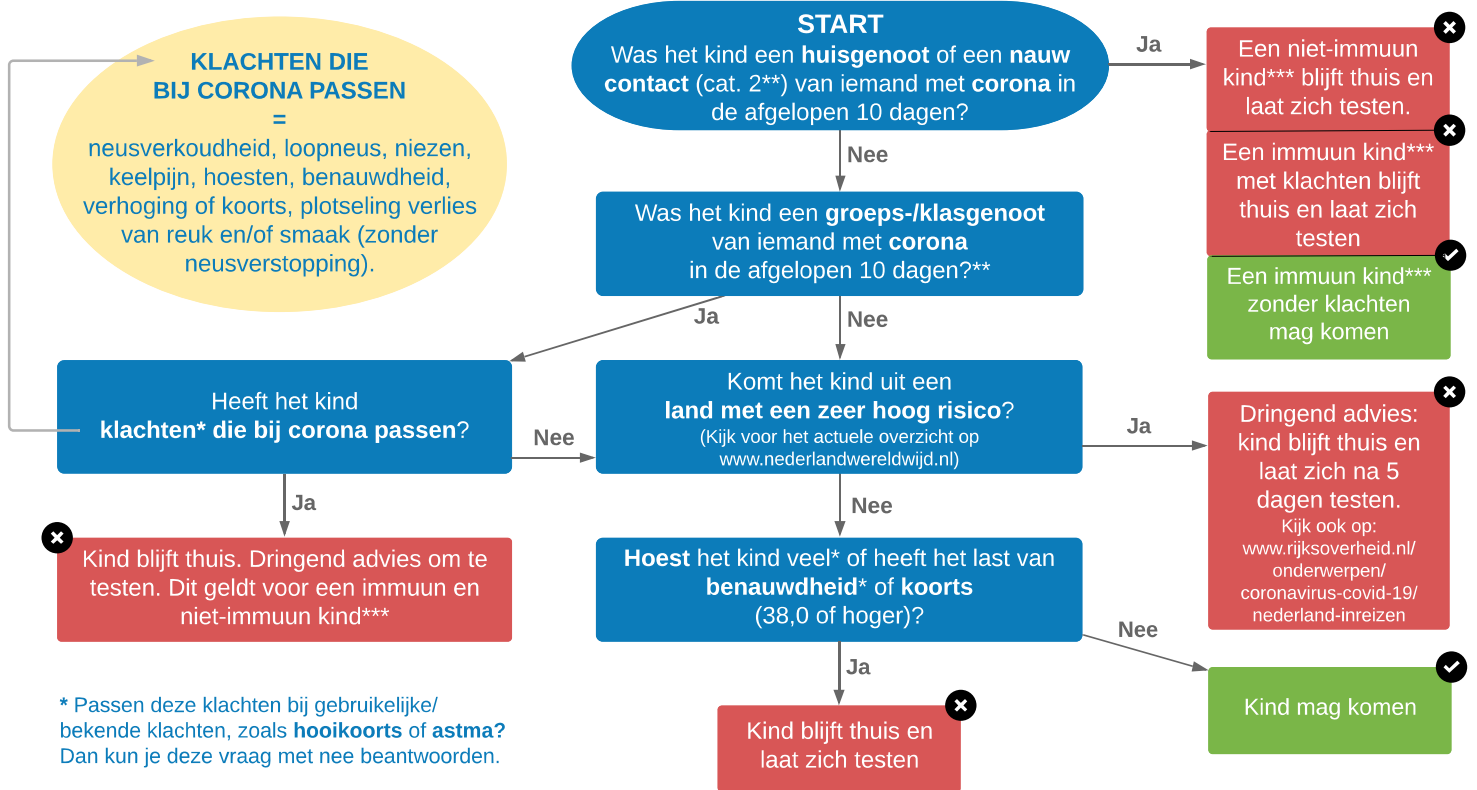 KLACHTEN DIE
BIJ CORONA PASSEN
=
neusverkoudheid, loopneus, niezen,
keelpijn, hoesten, benauwdheid,
verhoging of koorts, plotseling verlies
van reuk en/of smaak (zonder
neusverstopping).
START
Was het kind een huisgenoot of een nauw
contact (cat. 2**) van iemand met corona in
de afgelopen 10 dagen?
Ja
Een niet-immuun
kind*** blijft thuis en
laat zich testen.
Een immuun kind***
met klachten blijft
thuis en laat zich
testen
Een immuun kind***
zonder klachten
mag komen
Nee
Was het kind een groeps-/klasgenoot
van iemand met corona
in de afgelopen 10 dagen?**
Ja
Nee
Heeft het kind
klachten* die bij corona passen?
Nee
Komt het kind uit een
land met een zeer hoog risico?
(Kijk voor het actuele overzicht op
www.nederlandwereldwijd.nl)
Ja
Dringend advies:
kind blijft thuis en
laat zich na 5
dagen testen.
Kijk ook op:
www.rijksoverheid.nl/
onderwerpen/
coronavirus-covid-19/
nederland-inreizen
Ja
Kind blijft thuis. Dringend advies om te
testen. Dit geldt voor een immuun en
niet-immuun kind***
Nee
Hoest het kind veel* of heeft het last van
benauwdheid* of koorts
(38,0 of hoger)?
Nee
Kind mag komen
Ja
Kind blijft thuis en
laat zich testen
* Passen deze klachten bij gebruikelijke/
bekende klachten, zoals hooikoorts of astma?
Dan kun je deze vraag met nee beantwoorden.